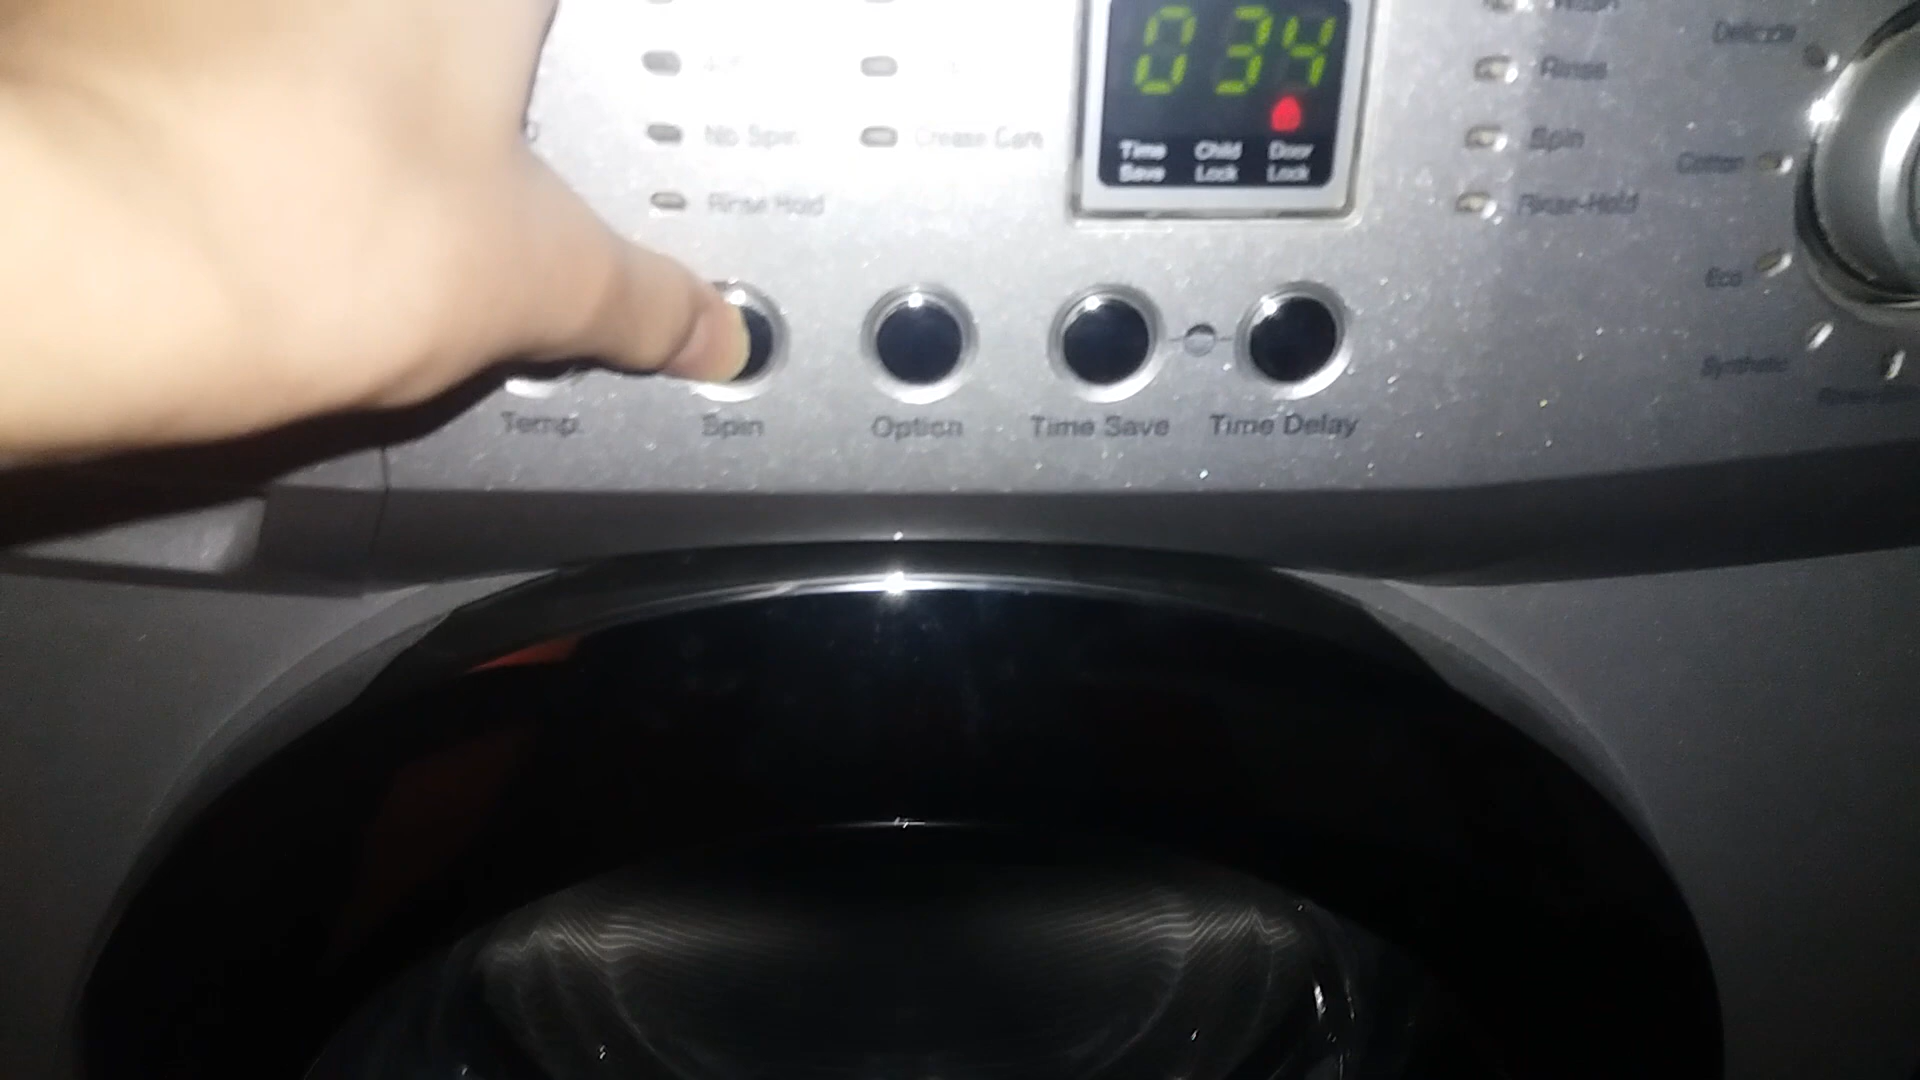 034
Wash
Delicate
Rinse
No Spin
Crease Care
Time Save
Child Lock
Door Lock
Spin
Cotton
Rinse Hold
Rinse-Hold
Eco
Synthetic
Temp.
Spin
Option
Time Save
Time Delay